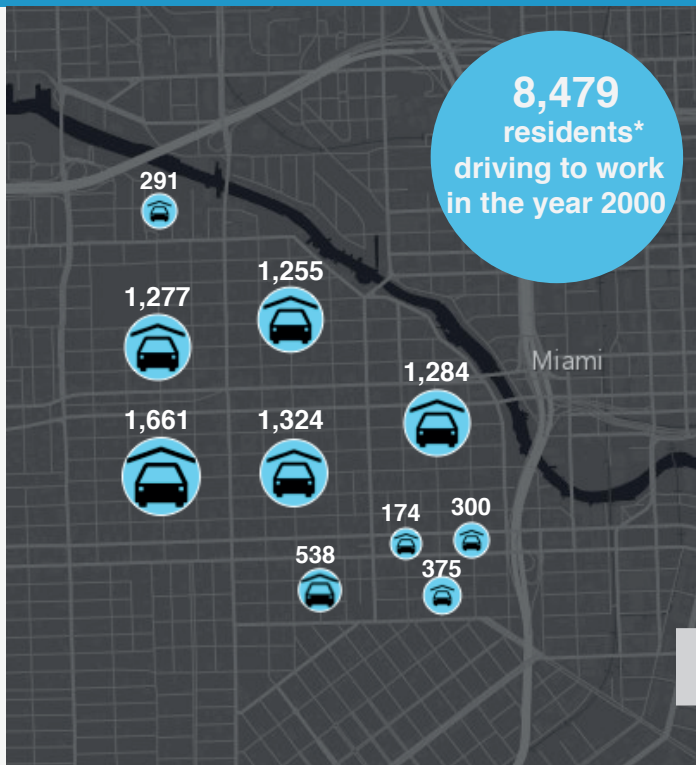 8,479
residents*
driving to work
in the year 2000
291
1,255
1,277
Miami
1,284
1,661
1,324
174
300
538
375